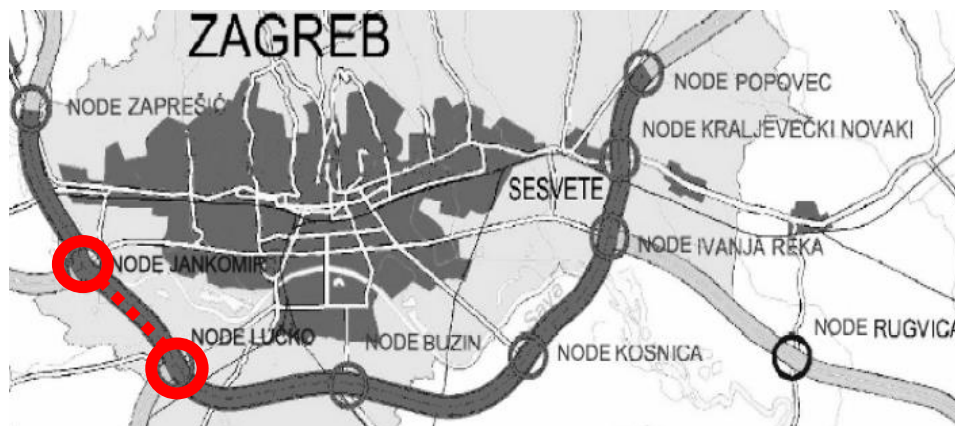 ZAGREB
NODE POPOVEC
NODE ZAPREŠIĆ
NODE KRALJEVEČKI NOVAKI
SESVETE
NODE IVANJA REKA
NODE JANKOMIR
Sava
NODE RUGVICA
NODE LUČKO
NODE BUZIN
NODE KOSNICA